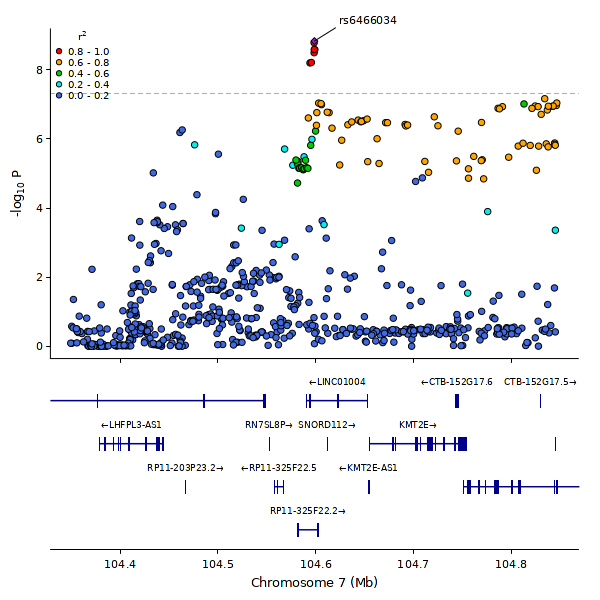 rs6466034
r²
0.8 - 1.0
0.6 - 0.8
0.4 - 0.6
0.2 - 0.4
0.0 - 0.2
8
6
4
2
0
-log₁₀ P
←LINC01004
←CTB-152G17.6
CTB-152G17.5→
←LHFPL3-AS1
RN7SL8P→
SNORD112→
KMT2E→
RP11-203P23.2→
←RP11-325F22.5
←KMT2E-AS1
RP11-325F22.2→
104.4
104.5
104.6
104.7
104.8
Chromosome 7 (Mb)